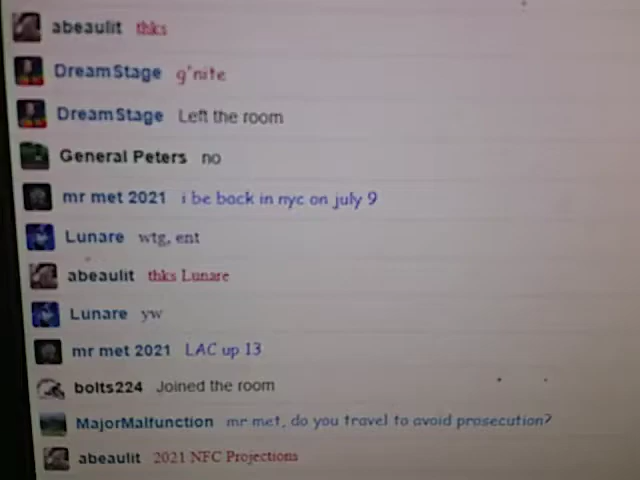 abeaulit thks
DreamStage g'nite
DreamStage Left the room
General Peters no
mr met 2021 i be back in nyc on july 9
Lunare wtg, ent
abeaulit thks Lunare
Lunare yw
mr met 2021 LAC up 13
bolts224 Joined the room
MajorMalfunction mr met, do you travel to avoid prosecution?
abeaulit 2021 NFC Projections